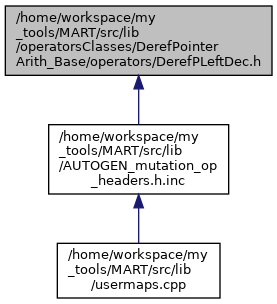 /home/workspace/my
_tools/MART/src/lib
/operatorsClasses/DerefPointer
Arith_Base/operators/DerefPLeftDec.h
/home/workspace/my
_tools/MART/src/lib
/AUTOGEN_mutation_op
_headers.h.inc
/home/workspace/my
_tools/MART/src/lib
/usermaps.cpp